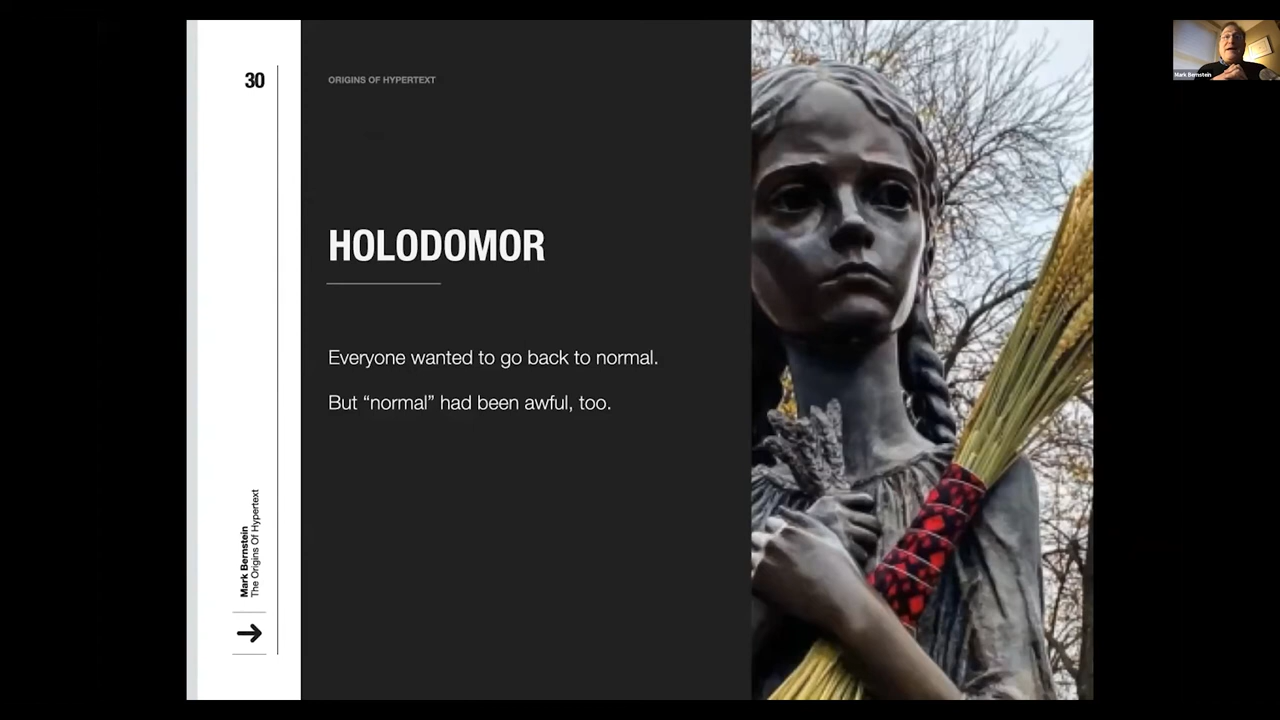 30
ORIGINS OF HYPERTEXT
HOLODOMOR
Everyone wanted to go back to normal.
But “normal” had been awful, too.
Mark Bernstein
The Origins Of Hypertext
Mark Bernstein